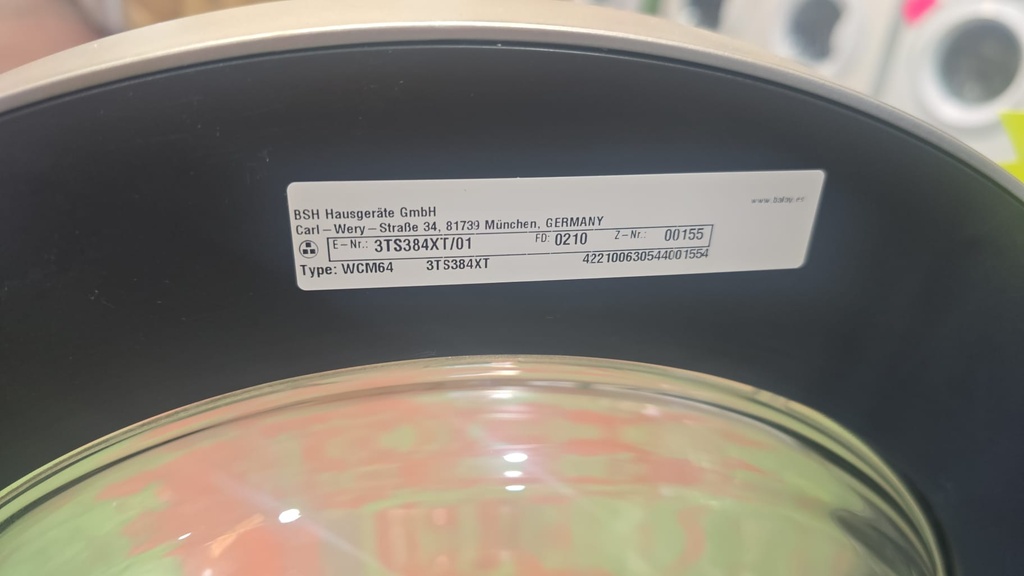 BSH Hausgeräte GmbH
www.balay.es
Carl-Wery-Straße 34, 81739 München, GERMANY
E-Nr.: 3TS384XT/01 FD: 0210 Z-Nr.: 00155
Type: WCM64 3TS384XT 422100630544001554